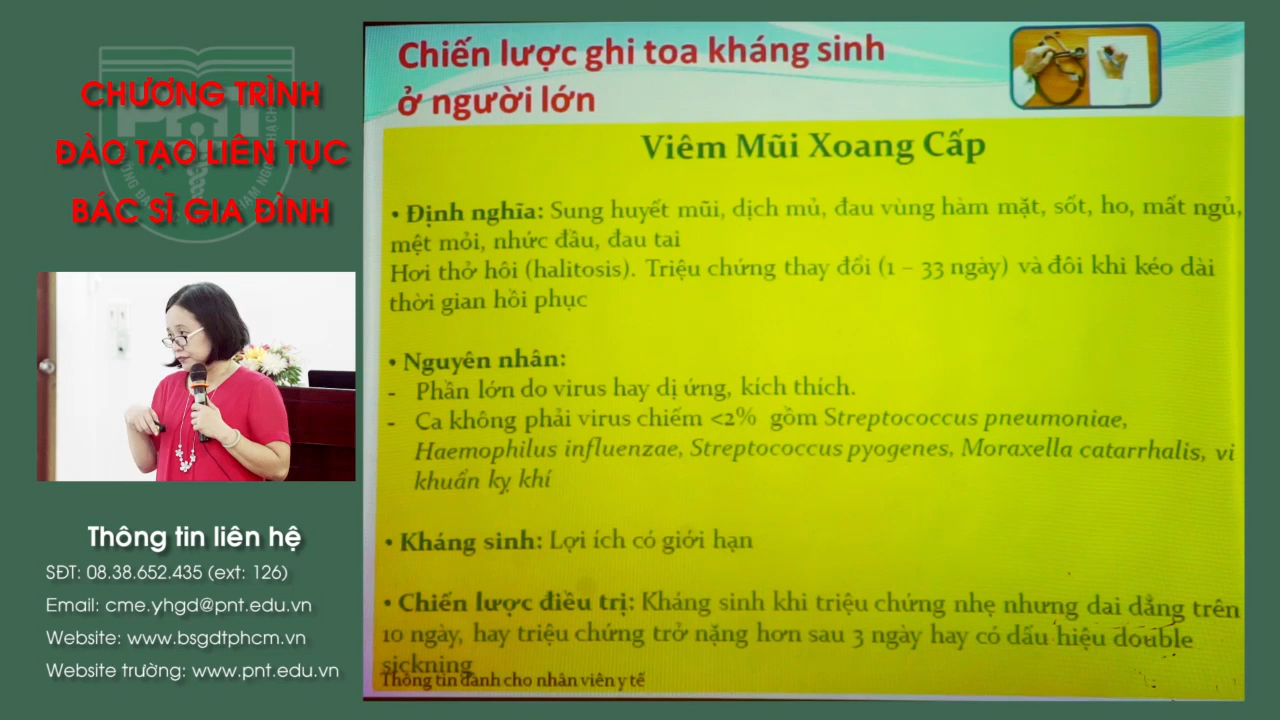 CHƯƠNG TRÌNH
ĐÀO TẠO LIÊN TỤC
BÁC SĨ GIA ĐÌNH
Thông tin liên hệ
SĐT: 08.38.652.435 (ext: 126)
Email: cme.yhgd@pnt.edu.vn
Website: www.bsgdtphcm.vn
Website trường: www.pnt.edu.vn
Chiến lược ghi toa kháng sinh
ở người lớn
Viêm Mũi Xoang Cấp
• Định nghĩa: Sung huyết mũi, dịch mủ, đau vùng hàm mặt, sốt, ho, mất ngủ,
mệt mỏi, nhức đầu, đau tai
Hơi thở hôi (halitosis). Triệu chứng thay đổi (1 – 33 ngày) và đôi khi kéo dài
thời gian hồi phục
• Nguyên nhân:
- Phần lớn do virus hay dị ứng, kích thích.
- Ca không phải virus chiếm <2% gồm Streptococcus pneumoniae,
Haemophilus influenzae, Streptococcus pyogenes, Moraxella catarrhalis, vi
khuẩn kỵ khí
• Kháng sinh: Lợi ích có giới hạn
• Chiến lược điều trị: Kháng sinh khi triệu chứng nhẹ nhưng dai dẳng trên
10 ngày, hay triệu chứng trở nặng hơn sau 3 ngày hay có dấu hiệu double
sickning
Thông tin dành cho nhân viên y tế